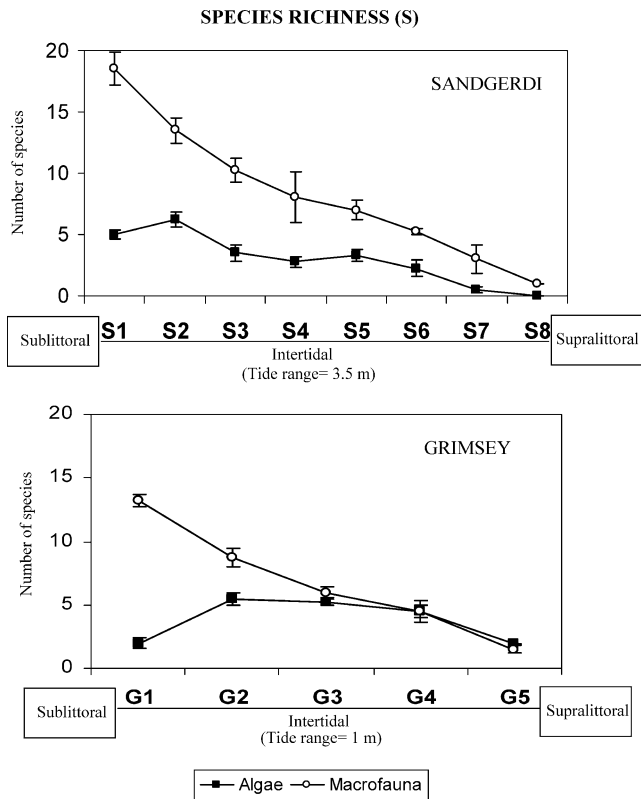 SPECIES RICHNESS (S)
20
15
10
5
0
Number of species
SANDGERDI
Sublittoral
S1 S2 S3 S4 S5 S6 S7 S8
Supralittoral
Intertidal
(Tide range= 3.5 m)
20
15
10
5
0
Number of species
GRIMSEY
Sublittoral
G1 G2 G3 G4 G5
Supralittoral
Intertidal
(Tide range= 1 m)
Algae Macrofauna